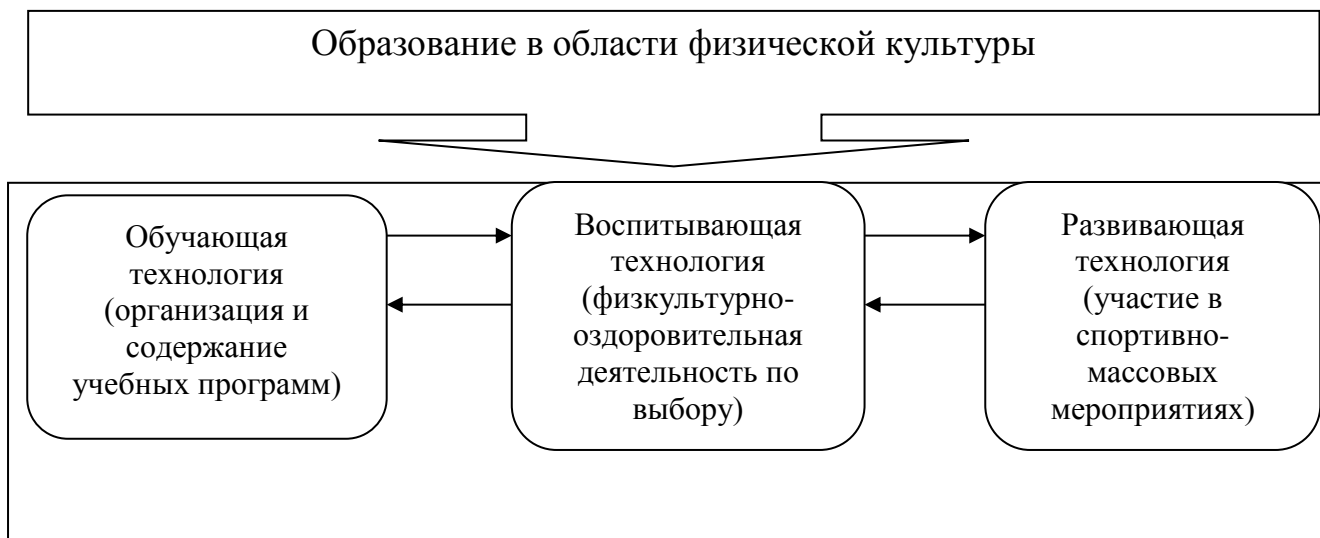 Образование в области физической культуры
Обучающая
технология
(организация и
содержание
учебных программ)
Воспитывающая
технология
(физкультурно-
оздоровительная
деятельность по
выбору)
Развивающая
технология
(участие в
спортивно-
массовых
мероприятиях)